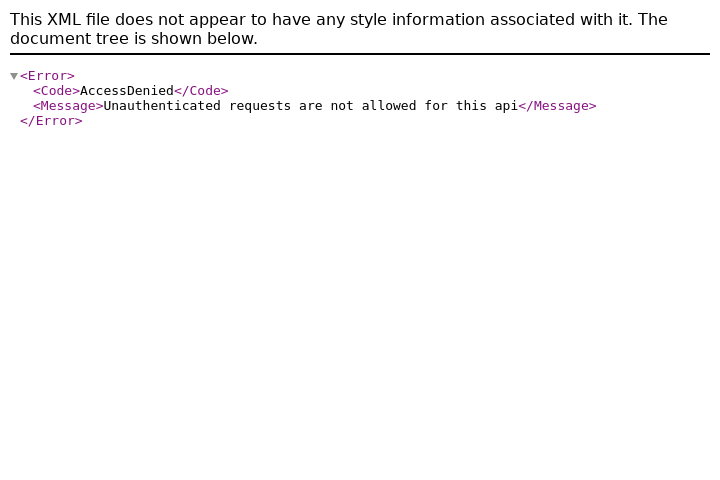 This XML file does not appear to have any style information associated with it. The
document tree is shown below.
<Error>
<Code>AccessDenied</Code>
<Message>Unauthenticated requests are not allowed for this api</Message>
</Error>